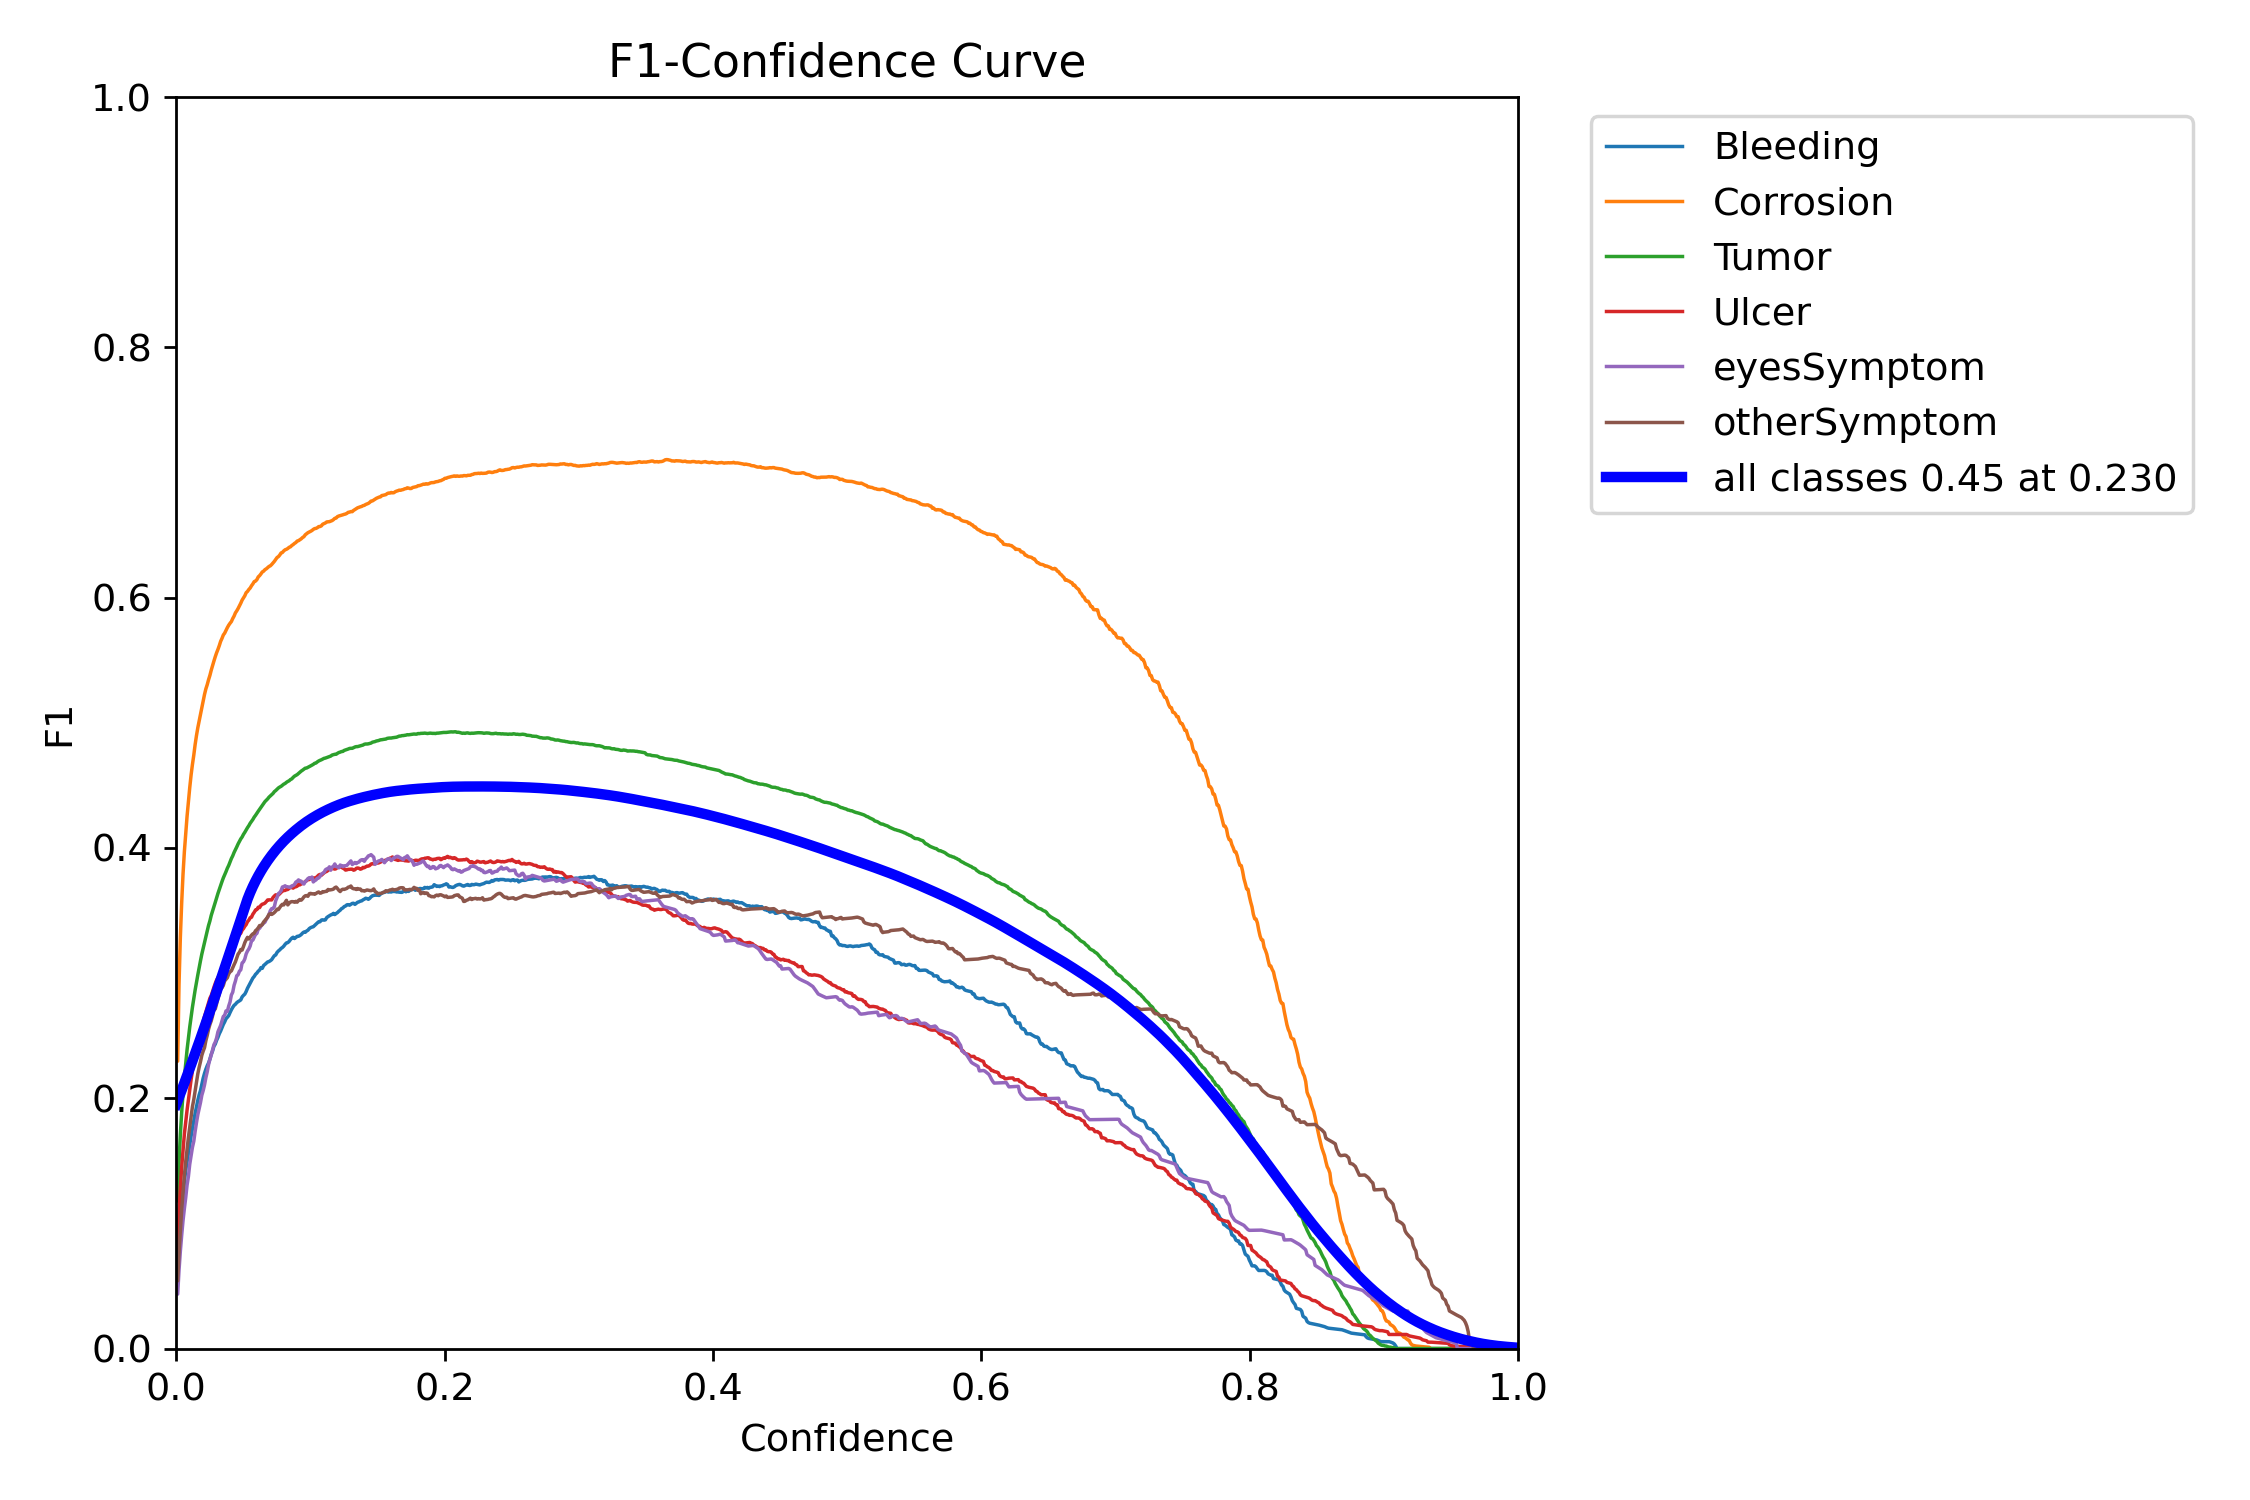 F1-Confidence Curve
1.0
0.8
0.6
0.4
0.2
0.0
F1
0.0 0.2 0.4 0.6 0.8 1.0
Confidence
Bleeding
Corrosion
Tumor
Ulcer
eyesSymptom
otherSymptom
all classes 0.45 at 0.230